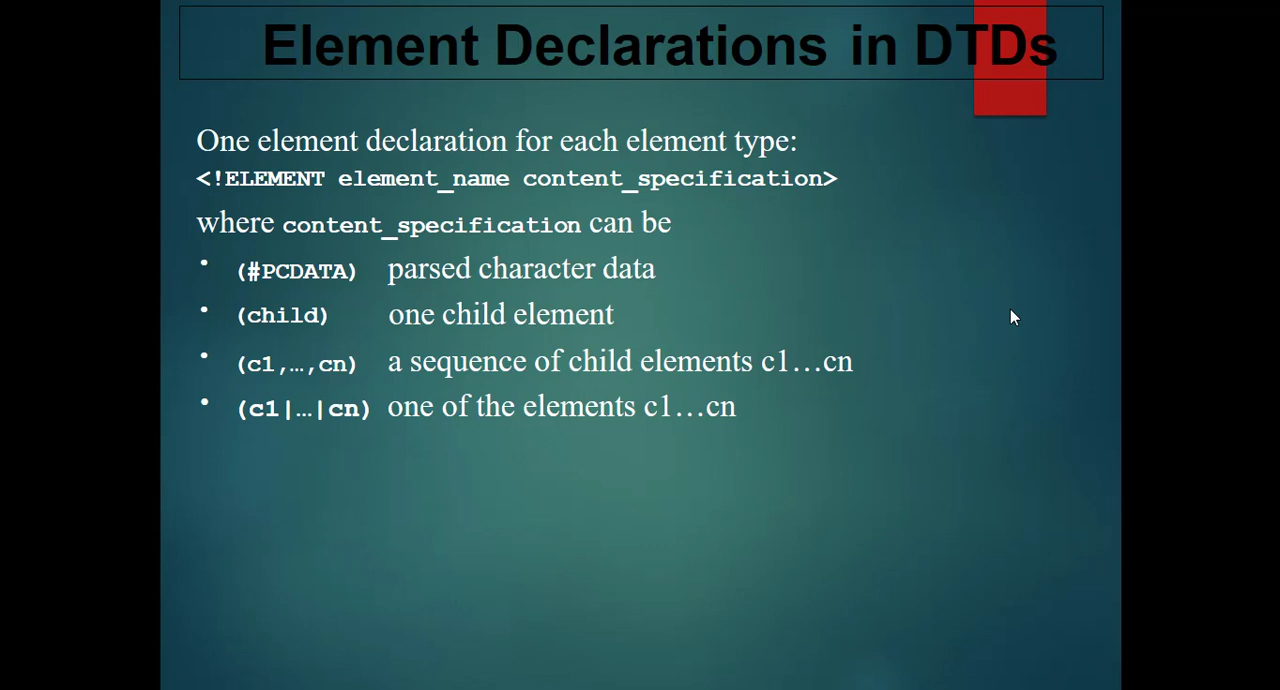 Element Declarations in DTDs
One element declaration for each element type:
<!ELEMENT element_name content_specification>
where content_specification can be
• (#PCDATA) parsed character data
• (child) one child element
• (c1,…,cn) a sequence of child elements c1…cn
• (c1|…|cn) one of the elements c1…cn